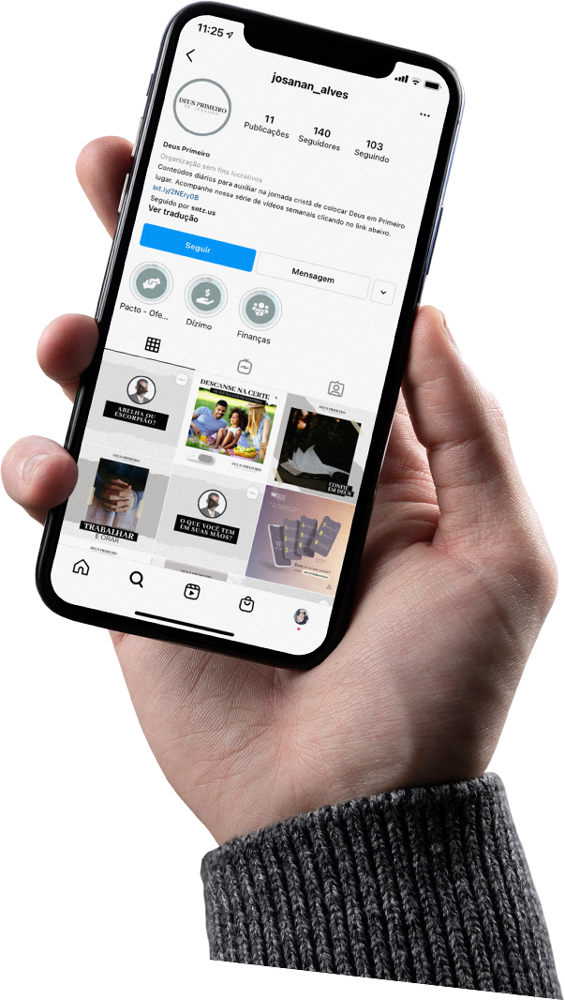 11:25
josanan_alves
DEUS PRIMEIRO
11
Publicações
140
Seguidores
103
Seguindo
Deus Primeiro
Organização sem fins lucrativos
Conteúdos diários para auxiliar na jornada cristã de colocar Deus em Primeiro
lugar. Acompanhe nossa série de vídeos semanais clicando no link abaixo.
bit.ly/2NEry0B
Seguido por sntz.us
Ver tradução
Seguir
Mensagem
Pacto - Ofe...
Dízimo
Finanças
ABELHA OU
ESCORPIÃO?
DESCANSE NA CERTE
DEUS PRIMEIRO
DEUS PRIMEIRO
CONFIE
EM DEUS
DEUS PRIMEIRO
TRABALHAR
E ORAR
O QUE VOCÊ TEM
EM SUAS MÃOS?